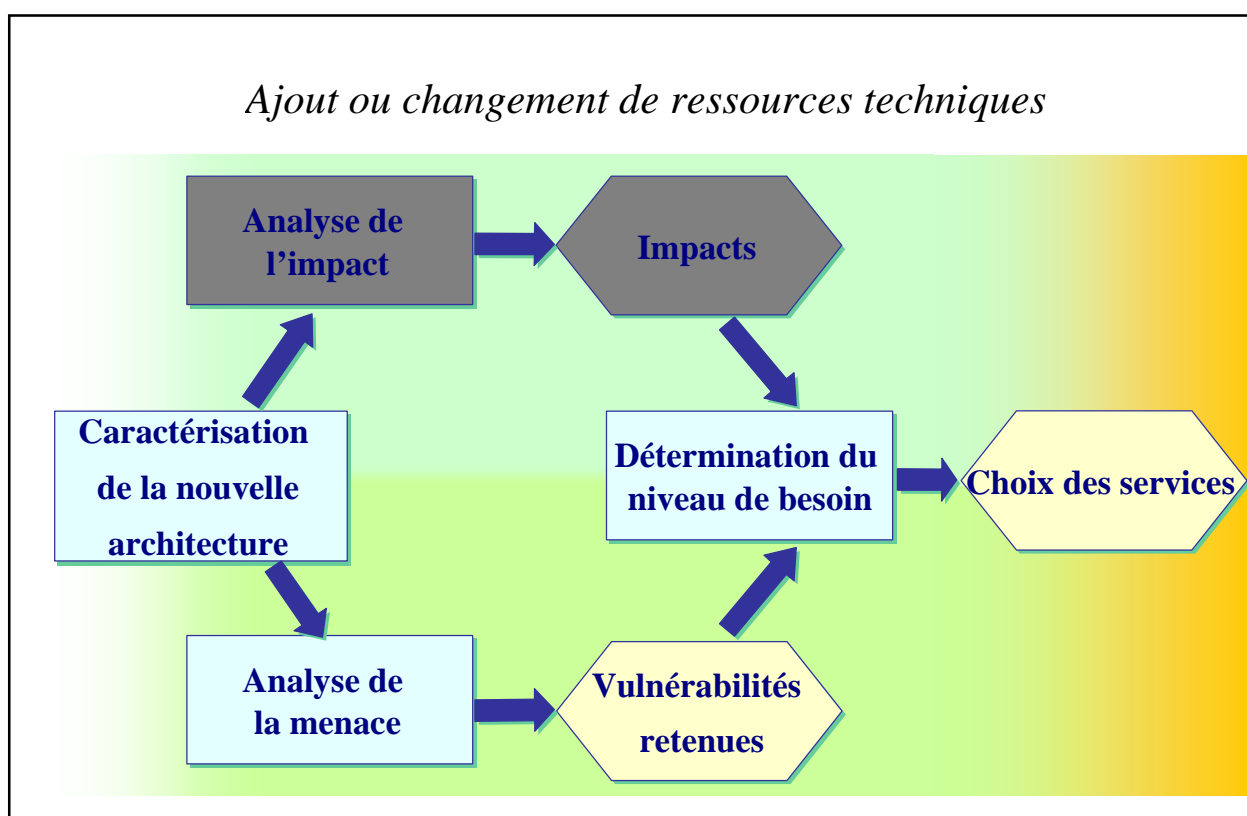 Ajout ou changement de ressources techniques
Analyse de
l’impact
Impacts
Caractérisation
de la nouvelle
architecture
Détermination du
niveau de besoin
Choix des services
Analyse de
la menace
Vulnérabilités
retenues